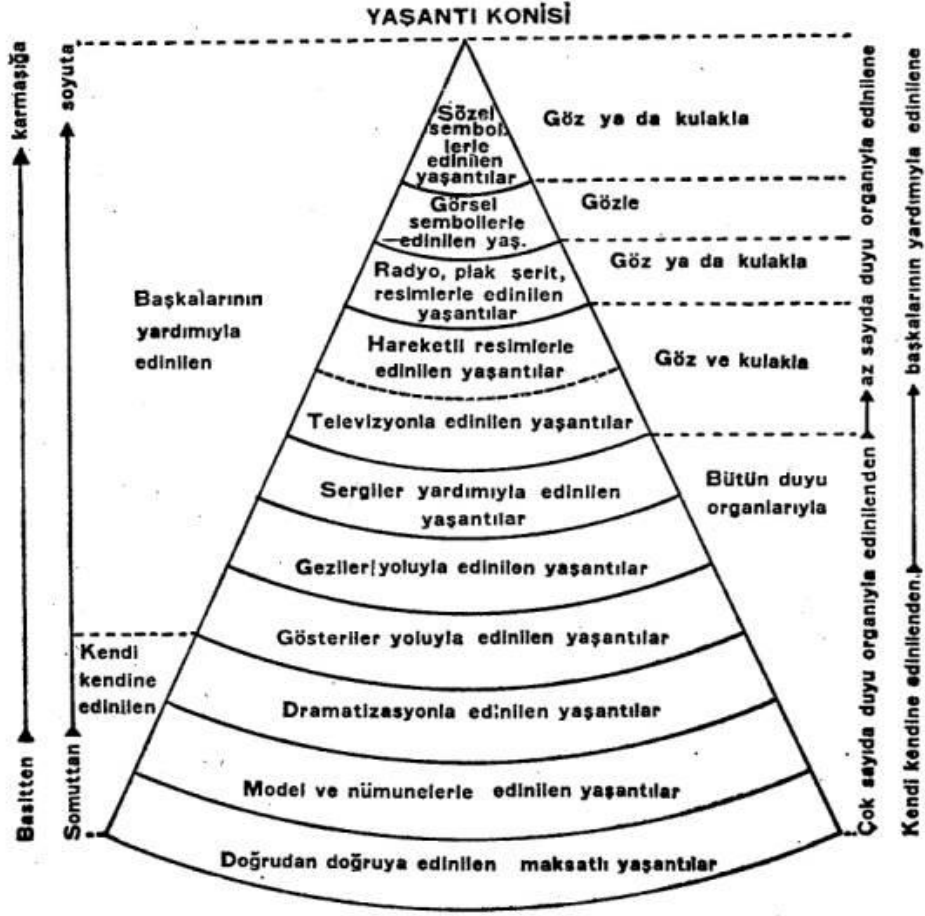 YAŞANTI KONİSİ
Sözel
sembol
lerle
edinilen
yaşantılar
Göz ya da kulakla
Görsel
sembollerle
edinilen yaş.
Gözle
Radyo, plak şerit,
resimlerle edinilen
yaşantılar
Göz ya da kulakla
Başkalarının
yardımıyla
edinilen
Hareketli resimlerle
edinilen yaşantılar
Göz ve kulakla
Televizyonla edinilen yaşantılar
Sergiler yardımıyla edinilen
yaşantılar
Bütün duyu
organlarıyla
Geziler yoluyla edinilen yaşantılar
Gösteriler yoluyla edinilen yaşantılar
Kendi
kendine
edinilen
Dramatizasyonla edinilen yaşantılar
Model ve nümunelerle edinilen yaşantılar
Doğrudan doğruya edinilen maksatlı yaşantılar
Basitten karmaşığa
Somuttan soyuta
Çok sayıda duyu organıyla edinilenden az sayıda duyu organıyla edinilene
Kendi kendine edinilenden. başkalarının yardımıyla edinilene